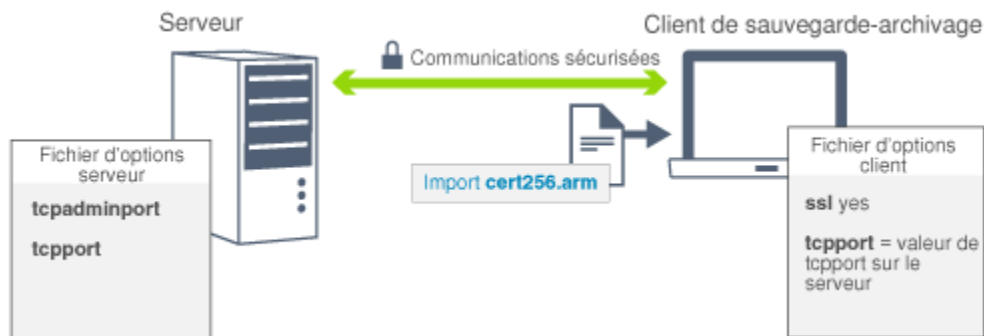 Serveur
Client de sauvegarde-archivage
Communications sécurisées
Fichier d'options
serveur
tcpadminport
tcpport
Import cert256.arm
Fichier d'options
client
ssl yes
tcpport = valeur de
tcpport sur le
serveur